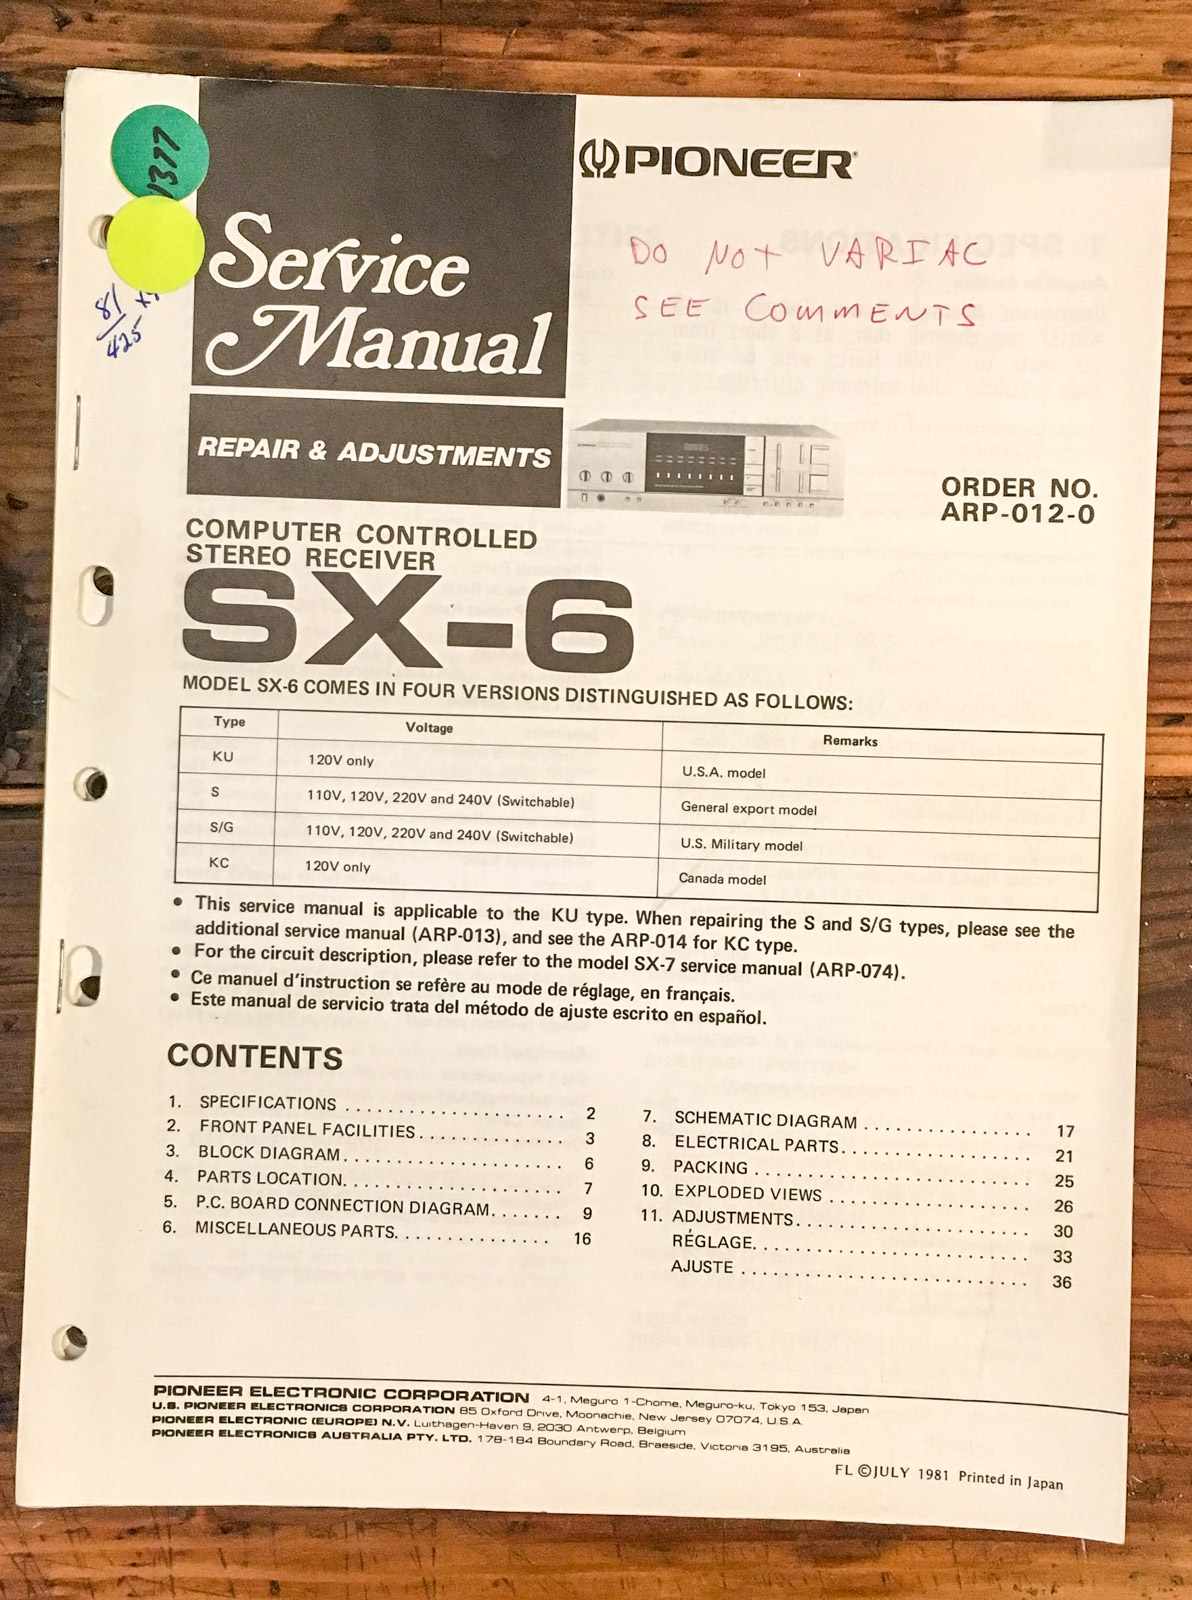 1377
81
425
PIONEER
Service
Manual
DO NOT VARIAC
SEE COMMENTS
REPAIR & ADJUSTMENTS
ORDER NO.
ARP-012-0
COMPUTER CONTROLLED
STEREO RECEIVER
SX-6
MODEL SX-6 COMES IN FOUR VERSIONS DISTINGUISHED AS FOLLOWS:
Type Voltage Remarks
KU 120V only U.S.A. model
S 110V, 120V, 220V and 240V (Switchable) General export model
S/G 110V, 120V, 220V and 240V (Switchable) U.S. Military model
KC 120V only Canada model
• This service manual is applicable to the KU type. When repairing the S and S/G types, please see the
additional service manual (ARP-013), and see the ARP-014 for KC type.
• For the circuit description, please refer to the model SX-7 service manual (ARP-074).
• Ce manuel d'instruction se refère au mode de réglage, en français.
• Este manual de servicio trata del método de ajuste escrito en español.
CONTENTS
1. SPECIFICATIONS ...................... 2
2. FRONT PANEL FACILITIES .............. 3
3. BLOCK DIAGRAM ...................... 6
4. PARTS LOCATION ...................... 7
5. P.C. BOARD CONNECTION DIAGRAM ....... 9
6. MISCELLANEOUS PARTS ................ 16
7. SCHEMATIC DIAGRAM ................ 17
8. ELECTRICAL PARTS ................... 21
9. PACKING ........................... 25
10. EXPLODED VIEWS .................... 26
11. ADJUSTMENTS ....................... 30
RÉGLAGE ........................... 33
AJUSTE ............................ 36
PIONEER ELECTRONIC CORPORATION 4-1, Meguro 1-Chome, Meguro-ku, Tokyo 153, Japan
U.S. PIONEER ELECTRONICS CORPORATION 85 Oxford Drive, Moonachie, New Jersey 07074, U.S.A.
PIONEER ELECTRONIC (EUROPE) N.V. Luithagen-Haven 9, 2030 Antwerp, Belgium
PIONEER ELECTRONICS AUSTRALIA PTY. LTD. 178-184 Boundary Road, Braeside, Victoria 3195, Australia
FL ©JULY 1981 Printed in Japan